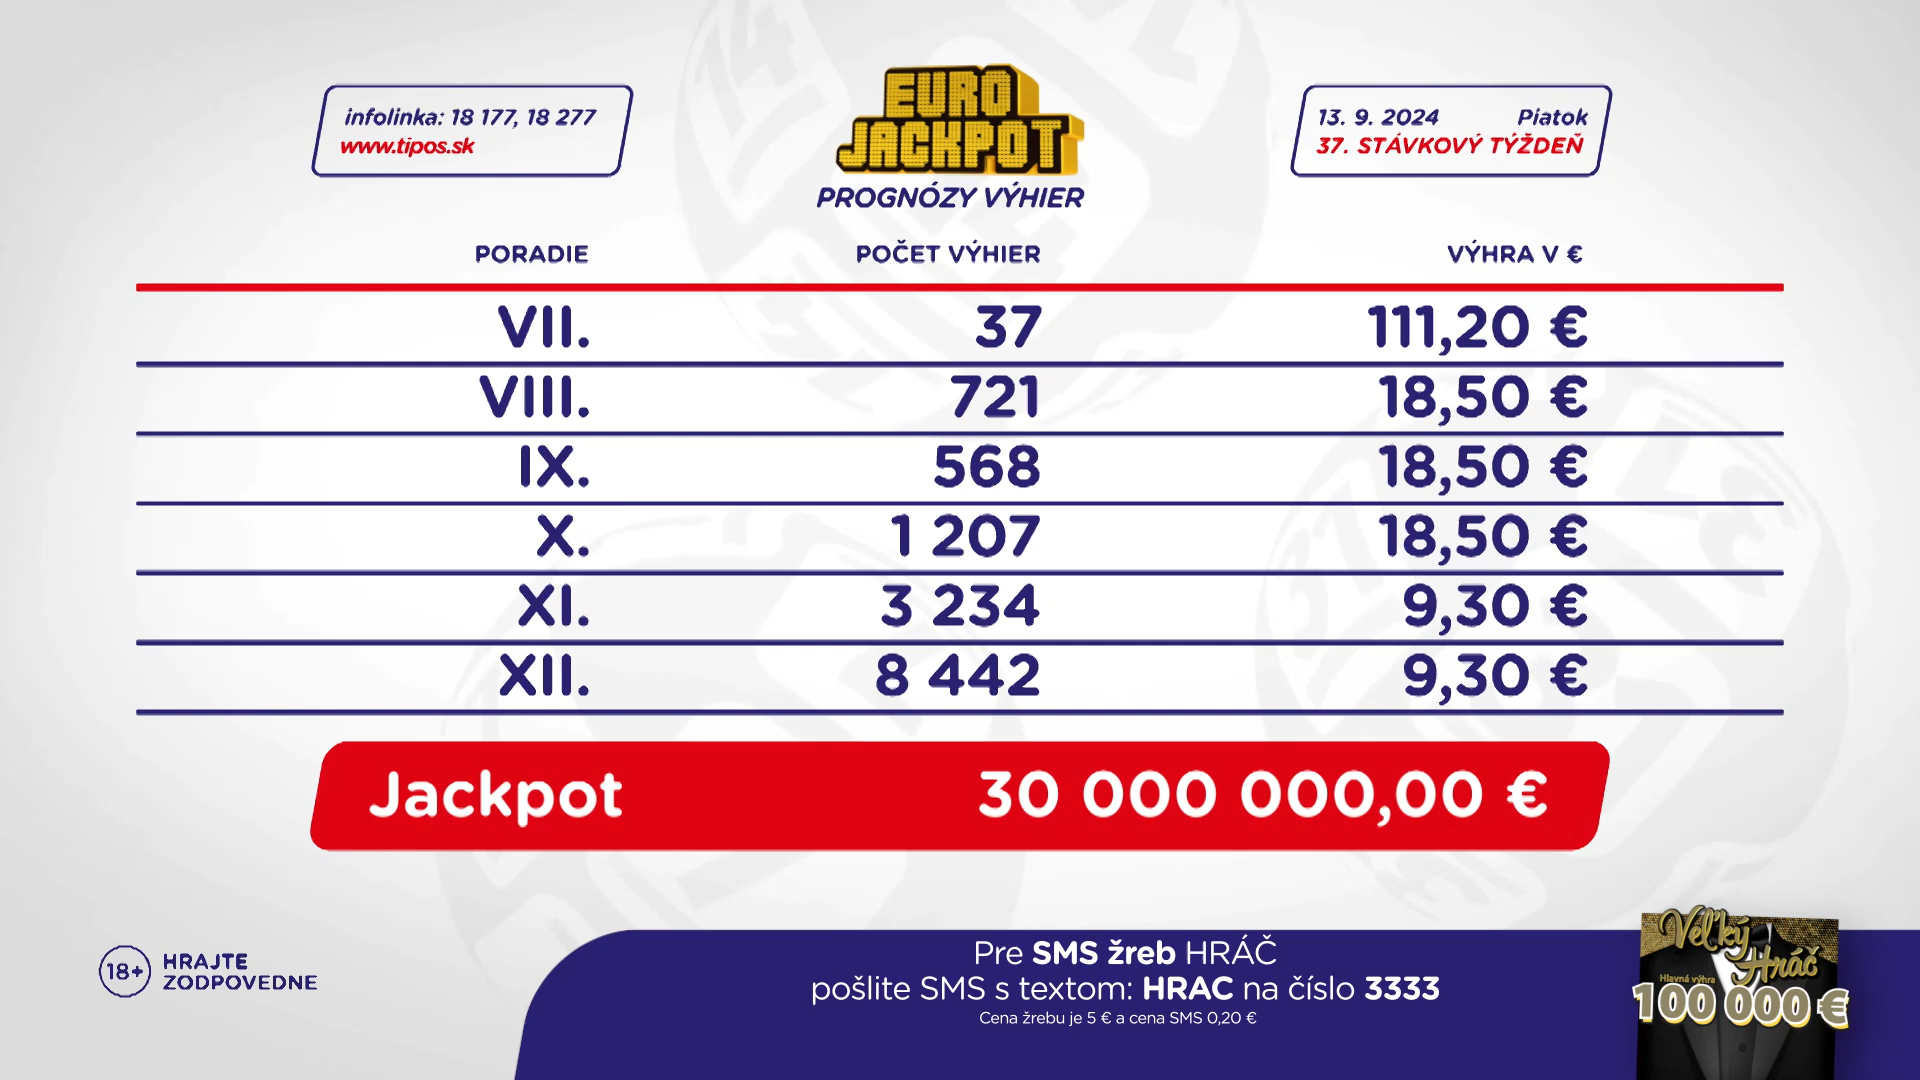 infolinka: 18 177, 18 277
www.tipos.sk
EURO
JACKPOT
PROGNÓZY VÝHIER
13. 9. 2024 Piatok
37. STÁVKOVÝ TÝŽDEŇ
PORADIE POČET VÝHIER VÝHRA V €
VII. 37 111,20 €
VIII. 721 18,50 €
IX. 568 18,50 €
X. 1 207 18,50 €
XI. 3 234 9,30 €
XII. 8 442 9,30 €
Jackpot 30 000 000,00 €
18+ HRAJTE
ZODPOVEDNE
Pre SMS žreb HRÁČ
pošlite SMS s textom: HRAC na číslo 3333
Cena žrebu je 5 € a cena SMS 0,20 €
Veľký
Hráč
Hlavná výhra
100 000 €